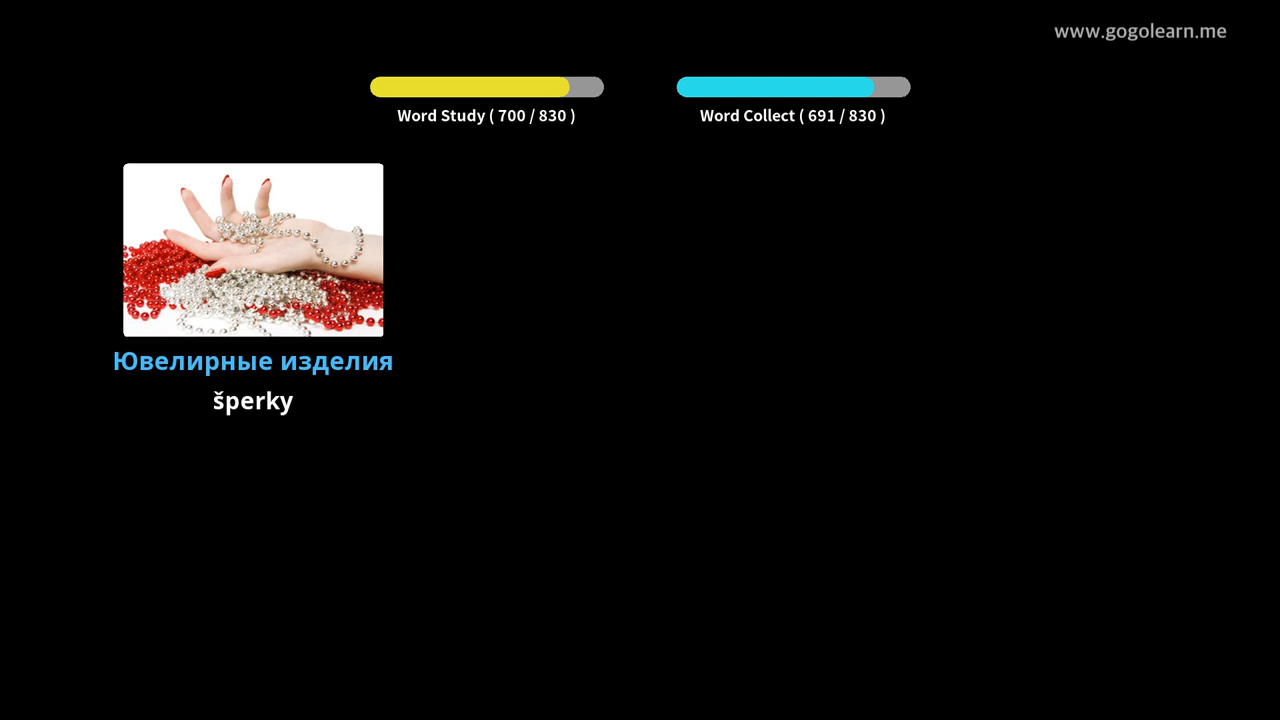 www.gogolearn.me
Word Study ( 700 / 830 )
Word Collect ( 691 / 830 )
Ювелирные изделия
šperky